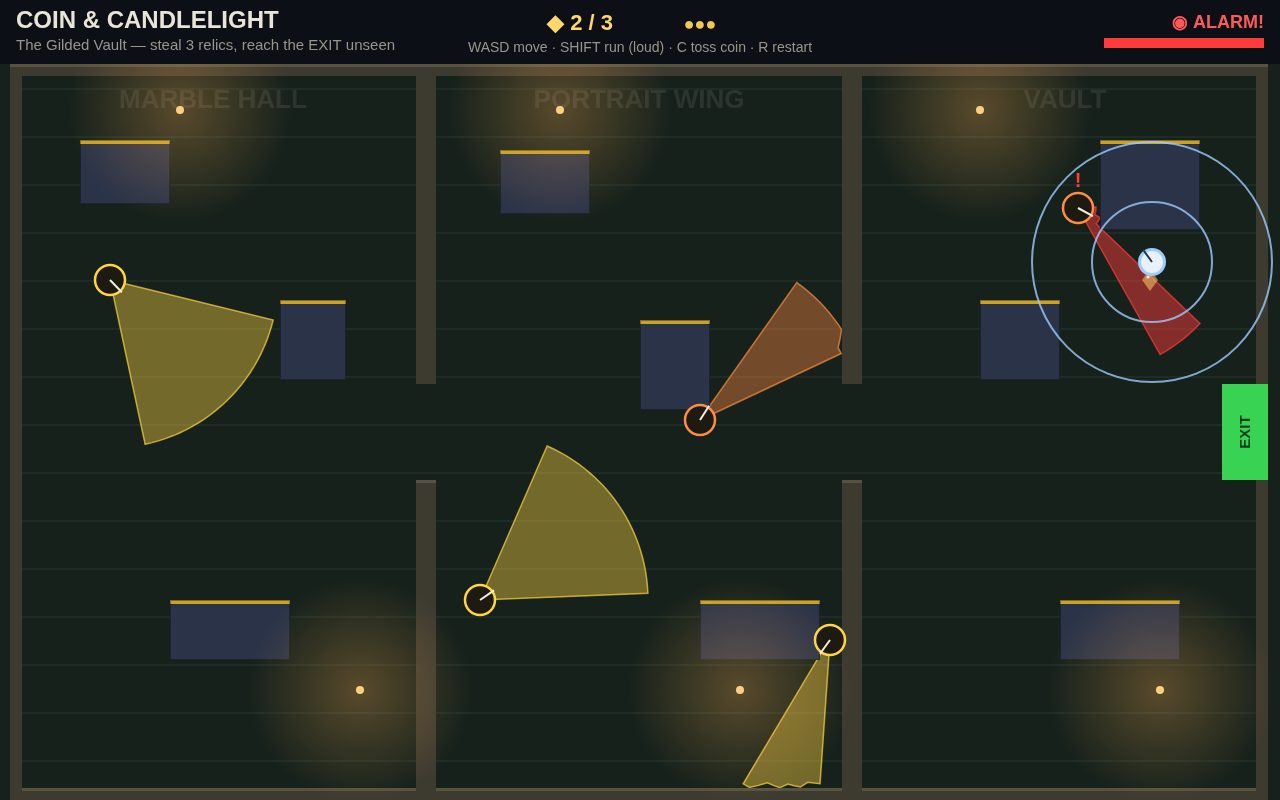 COIN & CANDLELIGHT
The Gilded Vault — steal 3 relics, reach the EXIT unseen
◆ 2 / 3
WASD move · SHIFT run (loud) · C toss coin · R restart
◉ ALARM!
MARBLE HALL
PORTRAIT WING
VAULT
!
EXIT